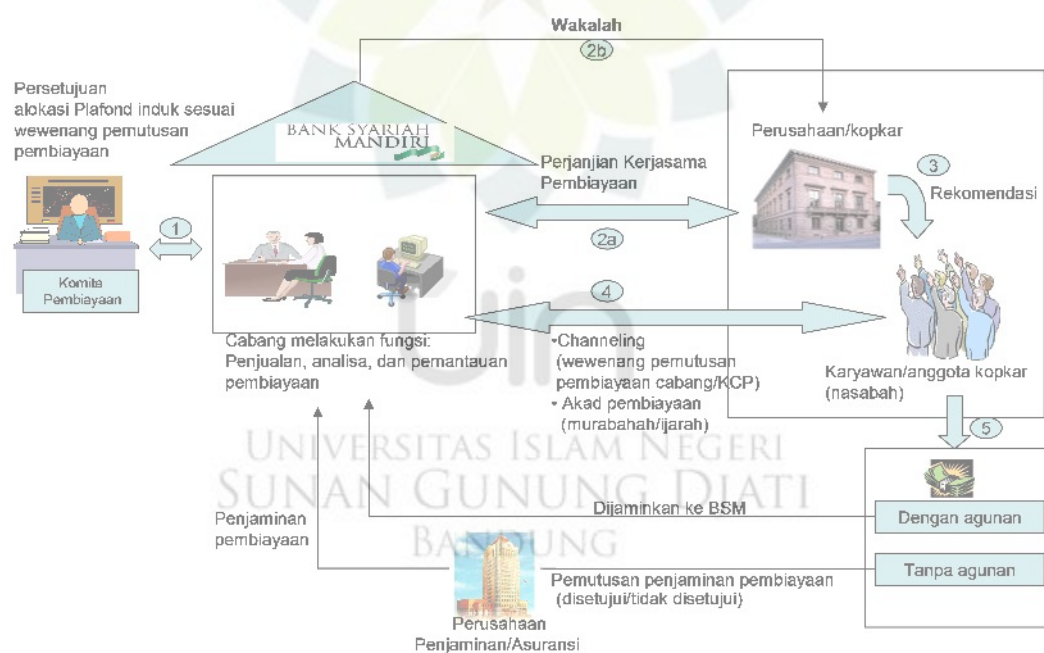 Wakalah
2b
Persetujuan
alokasi Plafond induk sesuai
wewenang pemutusan
pembiayaan
BANK SYARIAH
MANDIRI
Perusahaan/kopkar
Perjanjian Kerjasama
Pembiayaan
3
Rekomendasi
1
2a
Komite
Pembiayaan
4
Cabang melakukan fungsi:
Penjualan, analisa, dan pemantauan
pembiayaan
•Channeling
(wewenang pemutusan
pembiayaan cabang/KCP)
• Akad pembiayaan
(murabahah/ijarah)
Karyawan/anggota kopkar
(nasabah)
5
uin
UNIVERSITAS ISLAM NEGERI
SUNAN GUNUNG DJATI
BANDUNG
Penjaminan
pembiayaan
Dijaminkan ke BSM
Dengan agunan
Tanpa agunan
Pemutusan penjaminan pembiayaan
(disetujui/tidak disetujui)
Perusahaan
Penjaminan/Asuransi